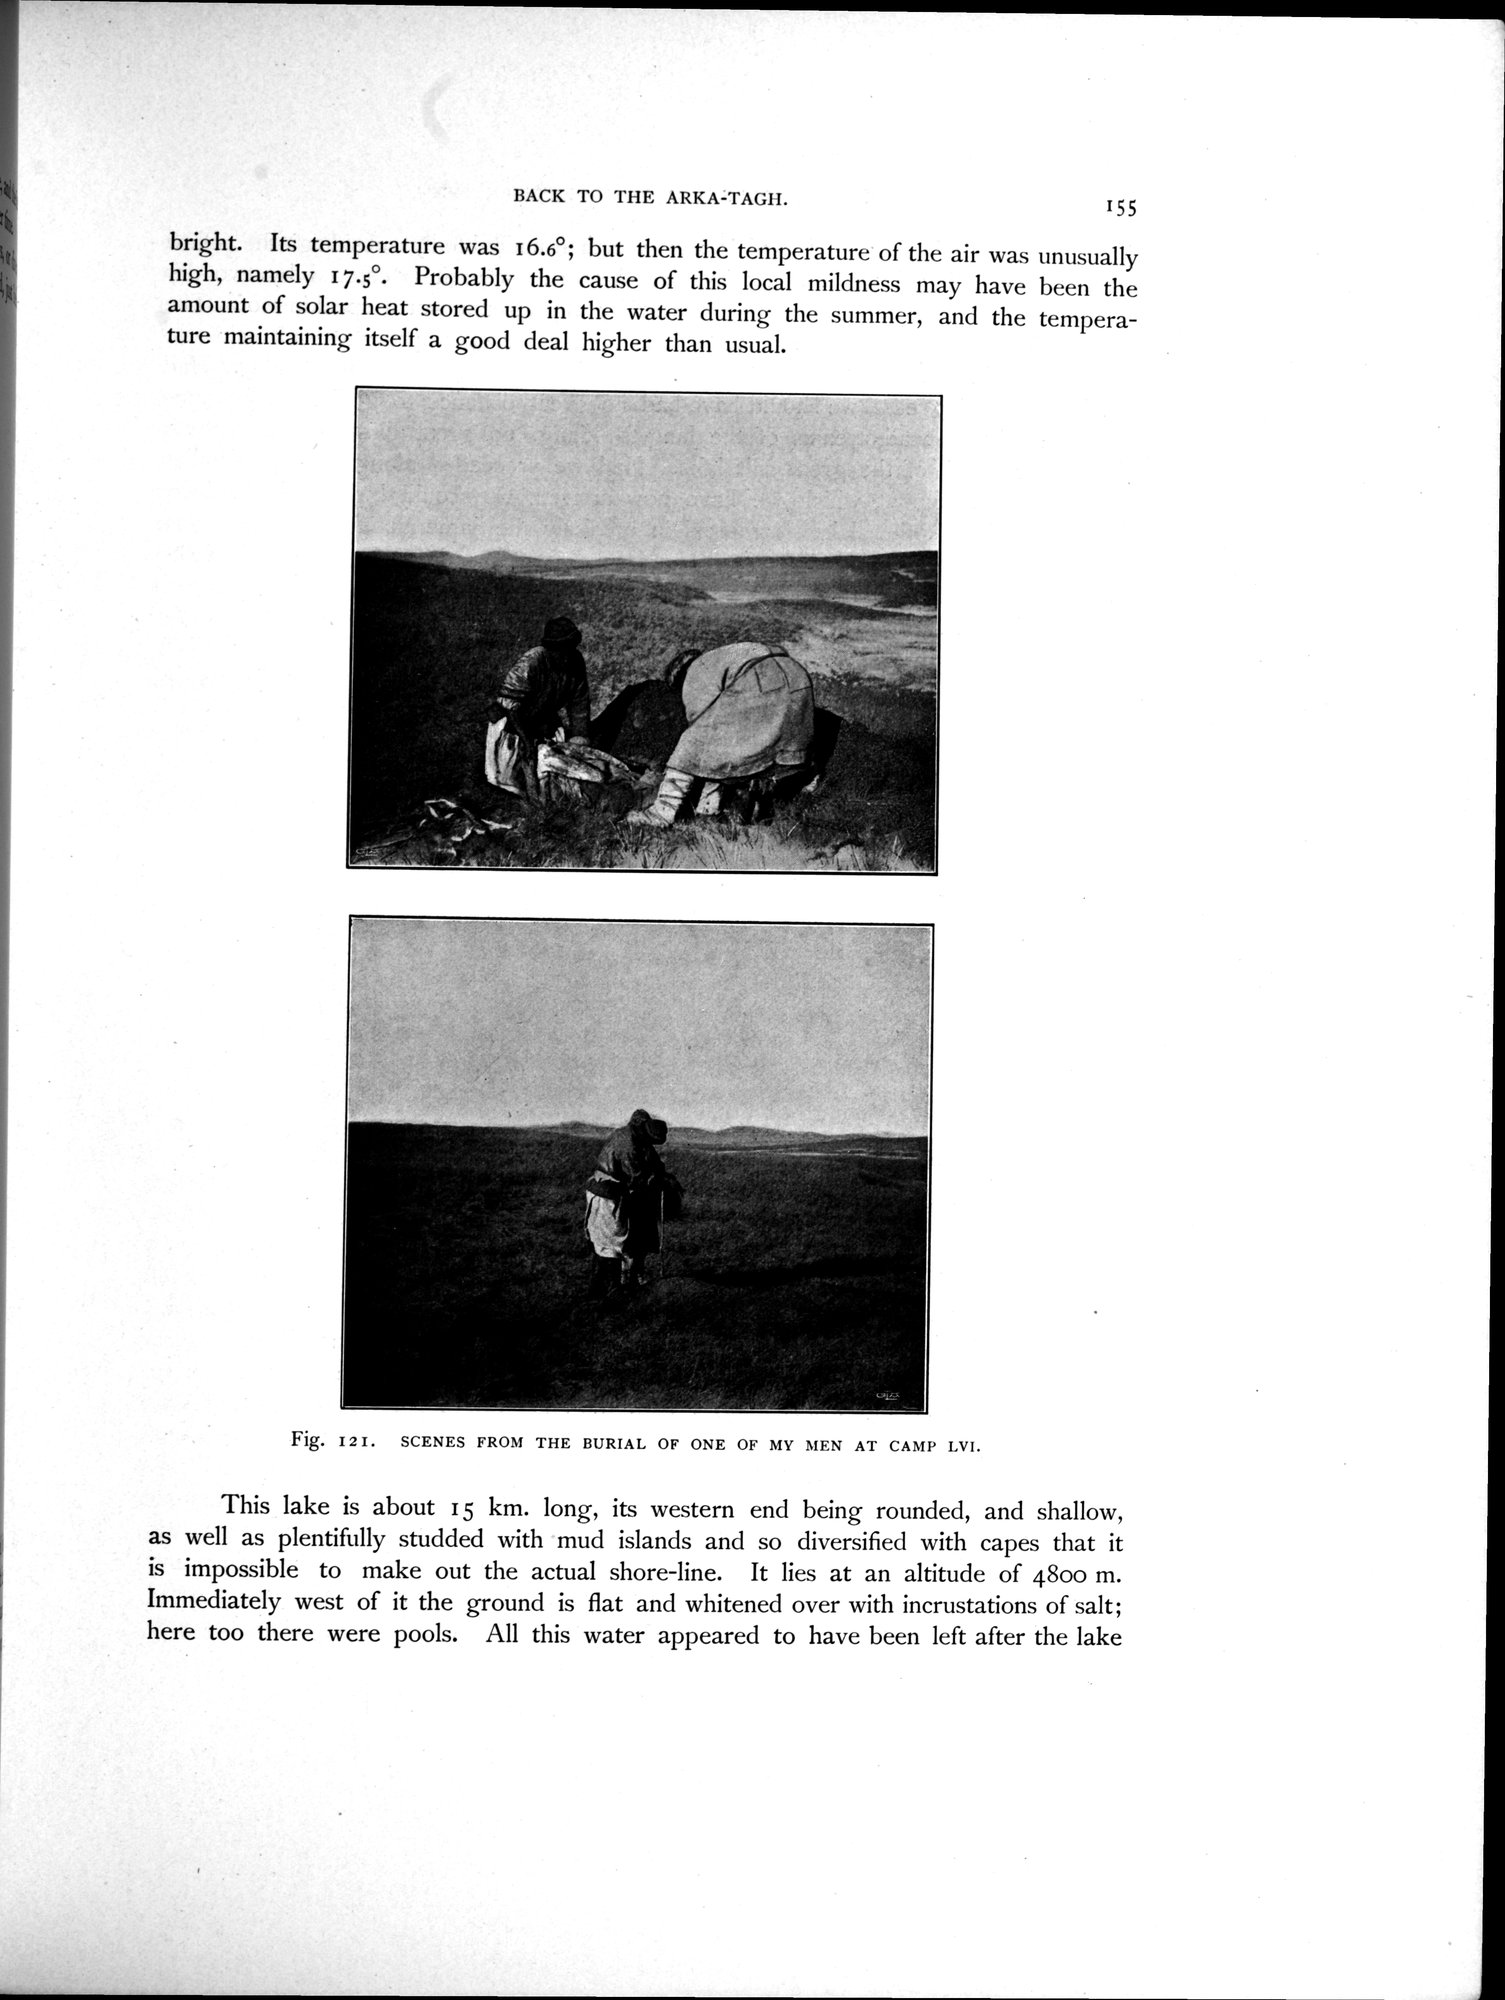 BACK TO THE ARKA-TAGH.
155
bright. Its temperature was 16.6°; but then the temperature of the air was unusually
high, namely 17.5°. Probably the cause of this local mildness may have been the
amount of solar heat stored up in the water during the summer, and the tempera-
ture maintaining itself a good deal higher than usual.
Fig. 121. SCENES FROM THE BURIAL OF ONE OF MY MEN AT CAMP LVI.
This lake is about 15 km. long, its western end being rounded, and shallow,
as well as plentifully studded with mud islands and so diversified with capes that it
is impossible to make out the actual shore-line. It lies at an altitude of 4800 m.
Immediately west of it the ground is flat and whitened over with incrustations of salt;
here too there were pools. All this water appeared to have been left after the lake